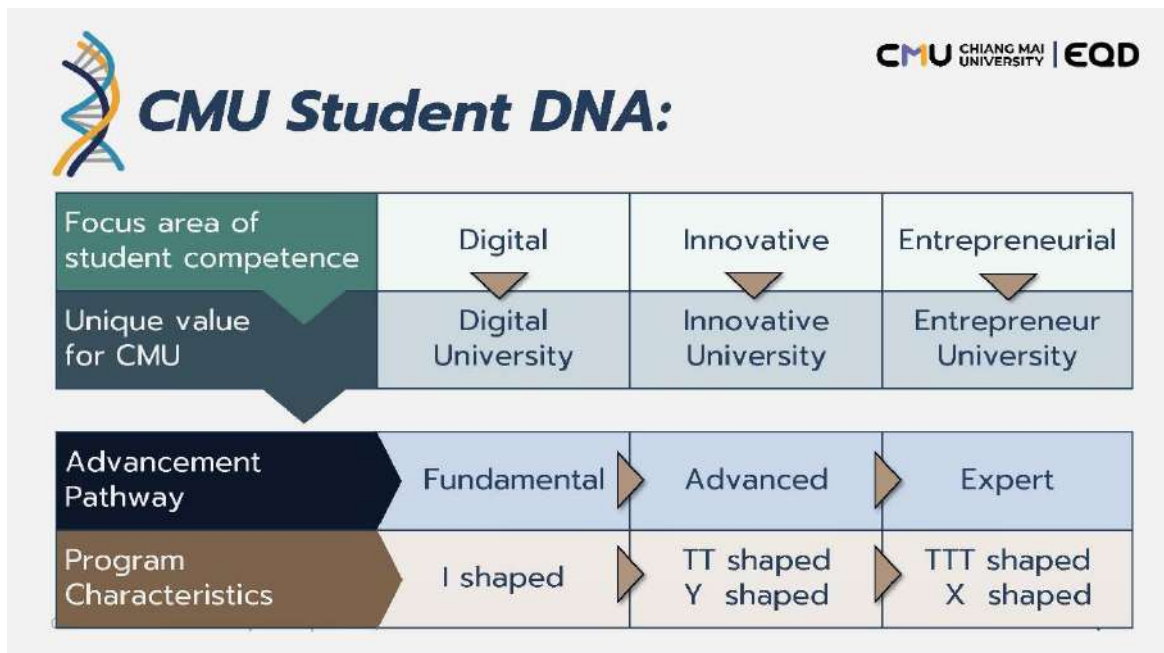 CMU CHIANG MAI UNIVERSITY | EQD
CMU Student DNA:
Focus area of
student competence
Digital
Innovative
Entrepreneurial
Unique value
for CMU
Digital
University
Innovative
University
Entrepreneur
University
Advancement
Pathway
Fundamental
Advanced
Expert
Program
Characteristics
I shaped
TT shaped
Y shaped
TTT shaped
X shaped